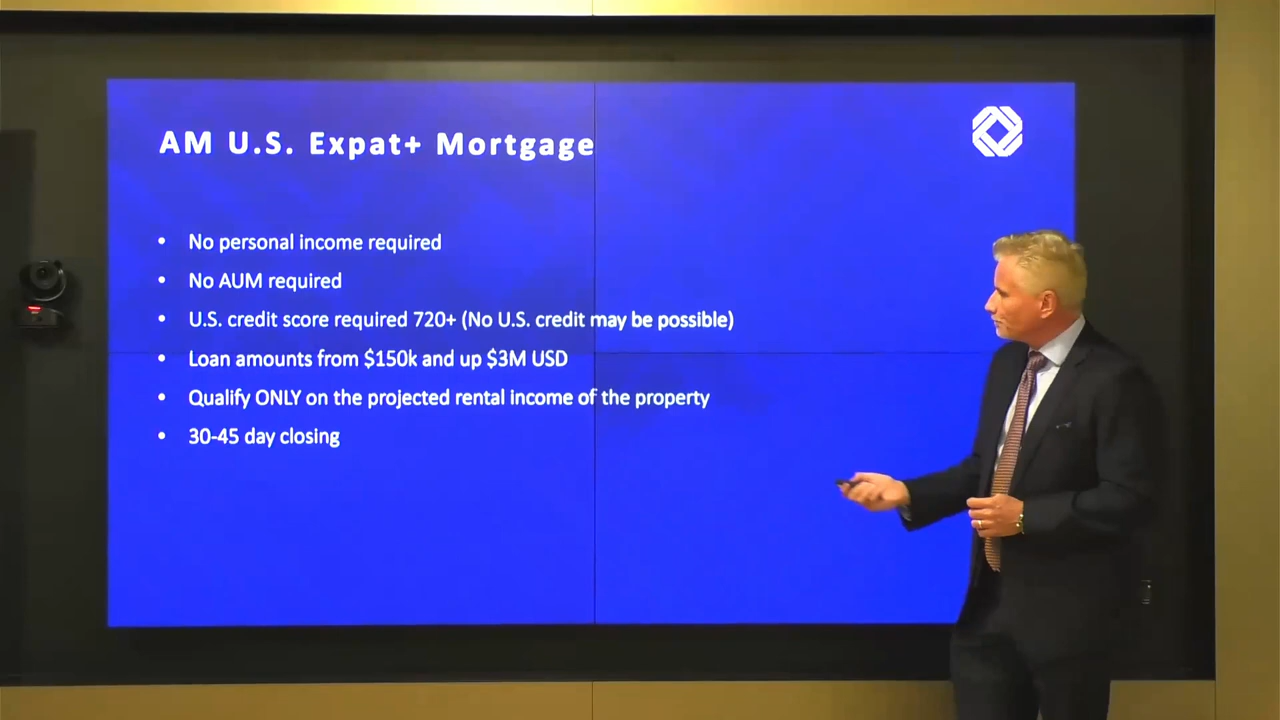 AM U.S. Expat+ Mortgage
• No personal income required
• No AUM required
• U.S. credit score required 720+ (No U.S. credit may be possible)
• Loan amounts from $150k and up $3M USD
• Qualify ONLY on the projected rental income of the property
• 30-45 day closing